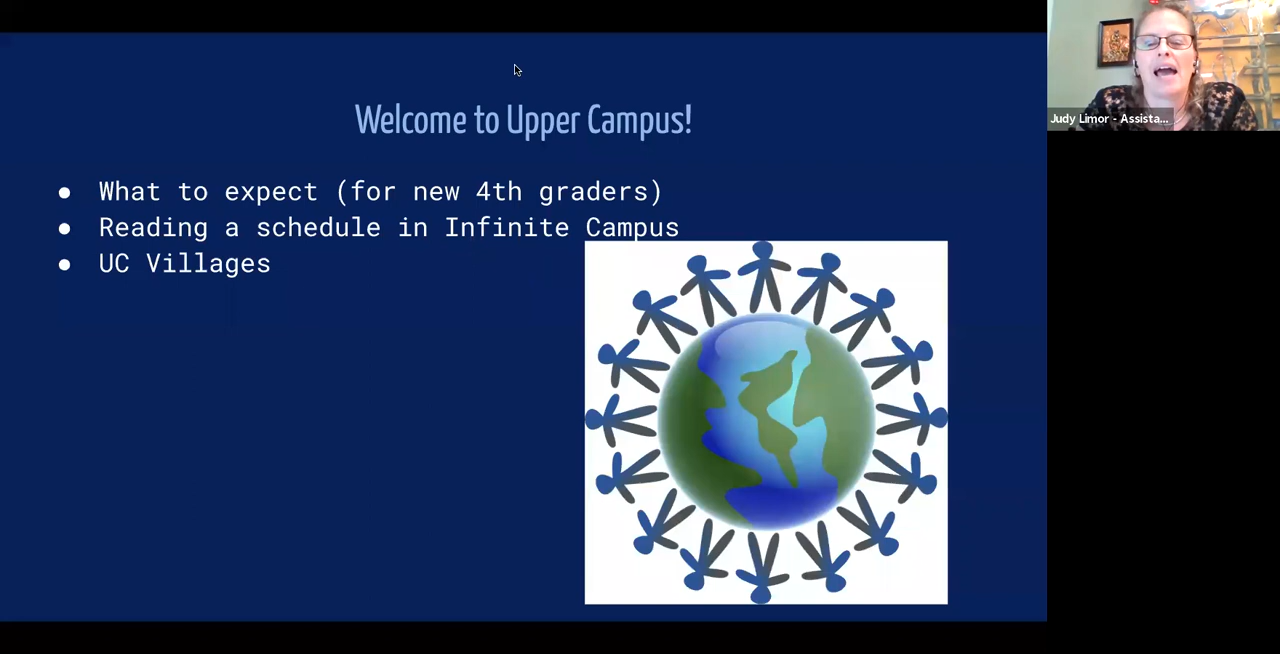 Welcome to Upper Campus!
● What to expect (for new 4th graders)
● Reading a schedule in Infinite Campus
● UC Villages
Judy Limor - Assista...